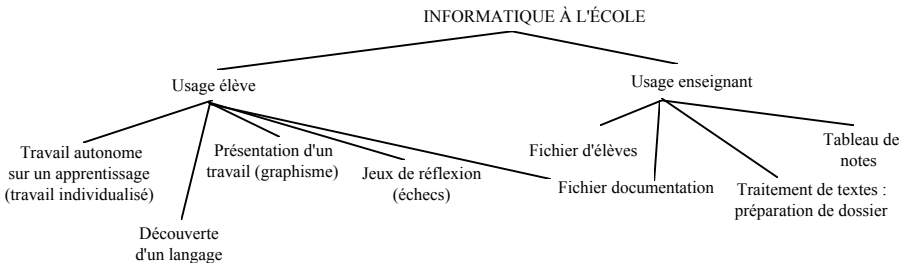 INFORMATIQUE À L'ÉCOLE
Usage élève
Usage enseignant
Travail autonome
sur un apprentissage
(travail individualisé)
Découverte
d'un langage
Présentation d'un
travail (graphisme)
Jeux de réflexion
(échecs)
Fichier d'élèves
Fichier documentation
Traitement de textes :
préparation de dossier
Tableau de
notes